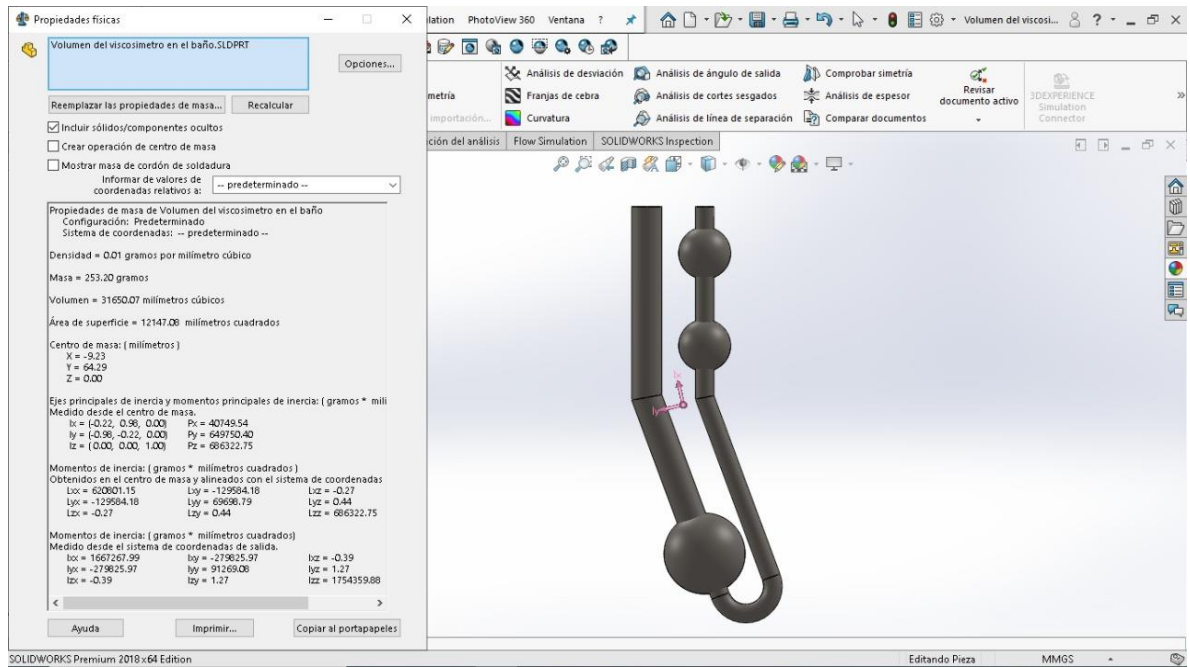 Propiedades físicas
Volumen del viscosimetro en el baño.SLDPRT
Opciones...
Reemplazar las propiedades de masa...
Recalcular
Incluir sólidos/componentes ocultos
Crear operación de centro de masa
Mostrar masa de cordón de soldadura
Informar de valores de
coordenadas relativos a:
-- predeterminado --
Propiedades de masa de Volumen del viscosimetro en el baño
Configuración: Predeterminado
Sistema de coordenadas: -- predeterminado --
Densidad = 0.01 gramos por milímetro cúbico
Masa = 253.20 gramos
Volumen = 31650.07 milímetros cúbicos
Área de superficie = 12147.08 milímetros cuadrados
Centro de masa: ( milímetros )
X = -9.23
Y = 64.29
Z = 0.00
Ejes principales de inercia y momentos principales de inercia: ( gramos * milí
Medido desde el centro de masa.
Ix = (-0.22, 0.98, 0.00) Px = 40749.54
Iy = (-0.98, -0.22, 0.00) Py = 649750.40
Iz = ( 0.00, 0.00, 1.00) Pz = 686322.75
Momentos de inercia: ( gramos * milímetros cuadrados )
Obtenidos en el centro de masa y alineados con el sistema de coordenadas
Lxx = 620801.15 Lxy = -129584.18 Lxz = -0.27
Lyx = -129584.18 Lyy = 69698.79 Lyz = 0.44
Lzx = -0.27 Lzy = 0.44 Lzz = 686322.75
Momentos de inercia: ( gramos * milímetros cuadrados)
Medido desde el sistema de coordenadas de salida.
Ixx = 1667267.99 Ixy = -279825.97 Ixz = -0.39
Iyx = -279825.97 Iyy = 91269.08 Iyz = 1.27
Izx = -0.39 Izy = 1.27 Izz = 1754359.88
Ayuda
Imprimir...
Copiar al portapapeles
lation PhotoView 360 Ventana ?
Volumen del viscosi...
metría
importación...
Análisis de desviación
Franjas de cebra
Curvatura
Análisis de ángulo de salida
Análisis de cortes sesgados
Análisis de línea de separación
Comprobar simetría
Análisis de espesor
Comparar documentos
Revisar
documento activo
3DEXPERIENCE
Simulation
Connector
ción del análisis
Flow Simulation
SOLIDWORKS Inspection
Ix
Iy
SOLIDWORKS Premium 2018 x64 Edition
Editando Pieza
MMGS